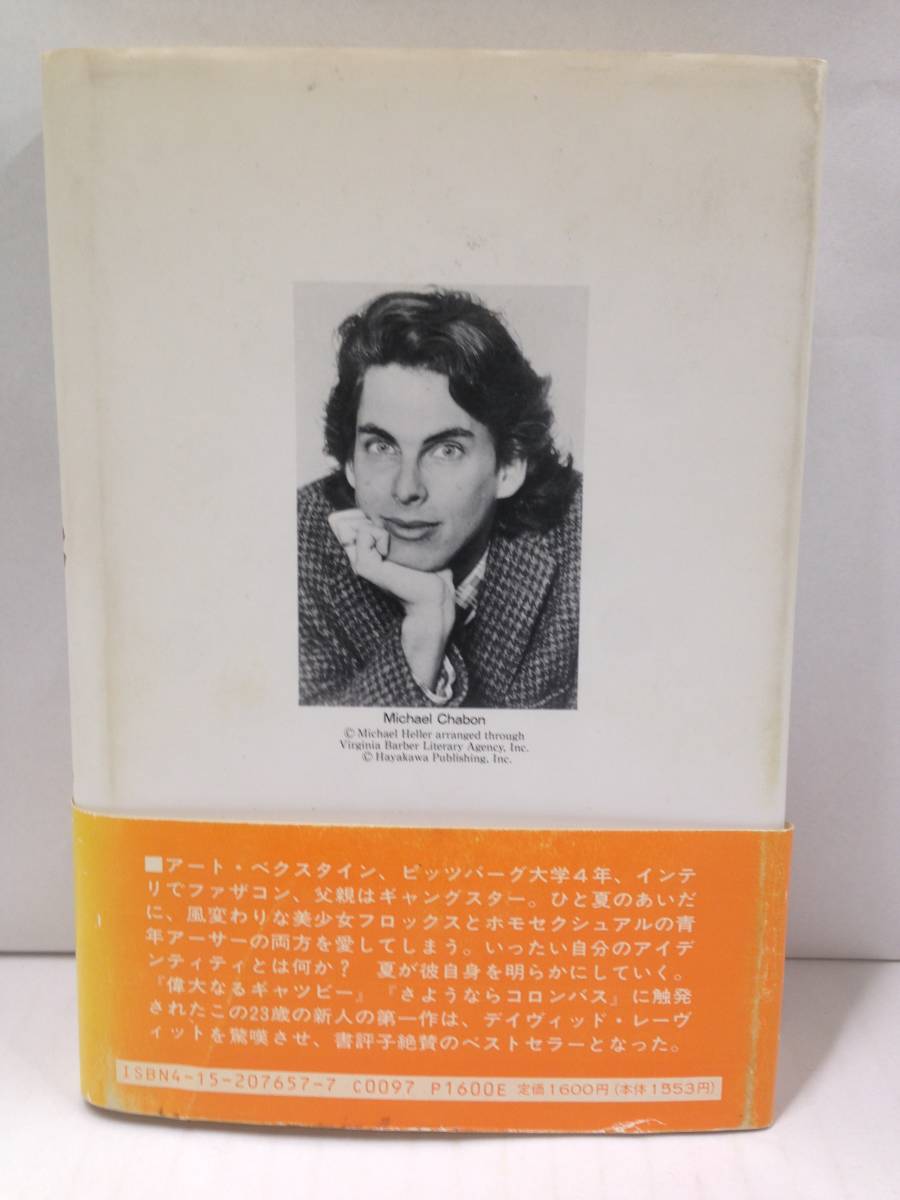 Michael Chabon
© Michael Heller arranged through
Virginia Barber Literary Agency, Inc.
© Hayakawa Publishing, Inc.
■アート・ベクスタイン、ピッツバーグ大学4年、インテ
リでファザコン、父親はギャングスター。ひと夏のあいだ
に、風変わりな美少女フロックスとホモセクシュアルの青
年アーサーの両方を愛してしまう。いったい自分のアイデ
ンティティとは何か?　夏が彼自身を明らかにしていく。
『偉大なるギャツビー』『さようならコロンバス』に触発
されたこの23歳の新人の第一作は、デイヴィッド・レーヴ
ィットを驚嘆させ、書評子絶賛のベストセラーとなった。
ISBN4-15-207657-7 C0097 P1600E 定価1600円(本体1553円)